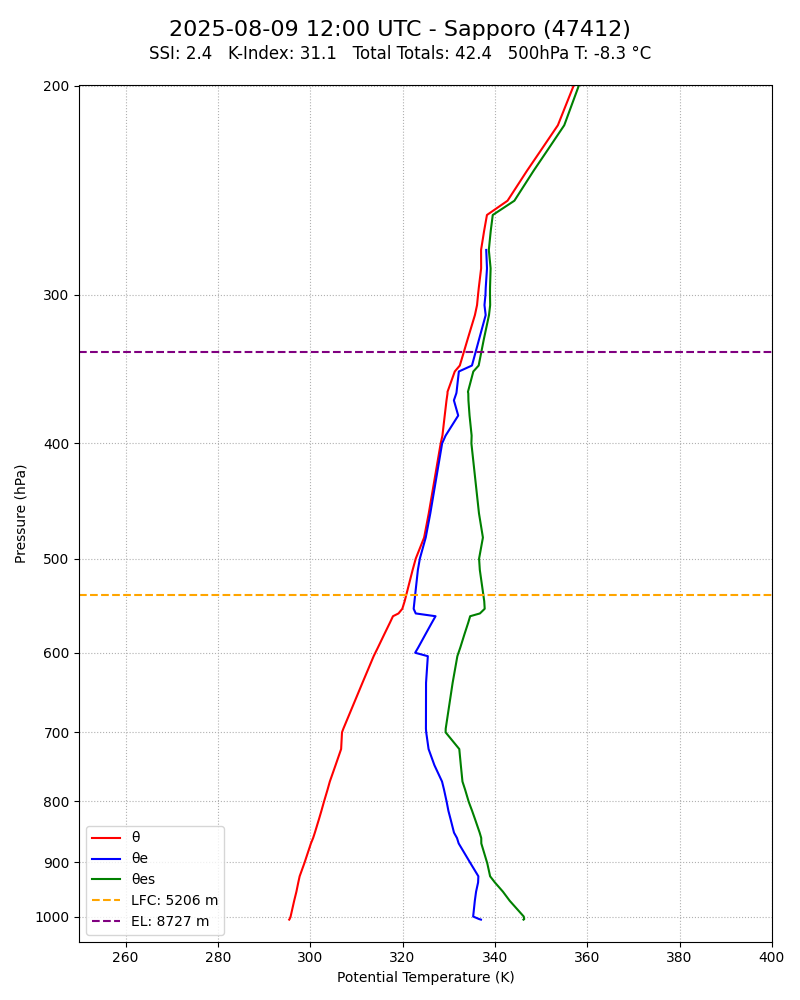 2025-08-09 12:00 UTC - Sapporo (47412)
SSI: 2.4   K-Index: 31.1   Total Totals: 42.4   500hPa T: -8.3 °C
200
300
400
500
600
700
800
900
1000
Pressure (hPa)
θ
θe
θes
LFC: 5206 m
EL: 8727 m
260 280 300 320 340 360 380 400
Potential Temperature (K)